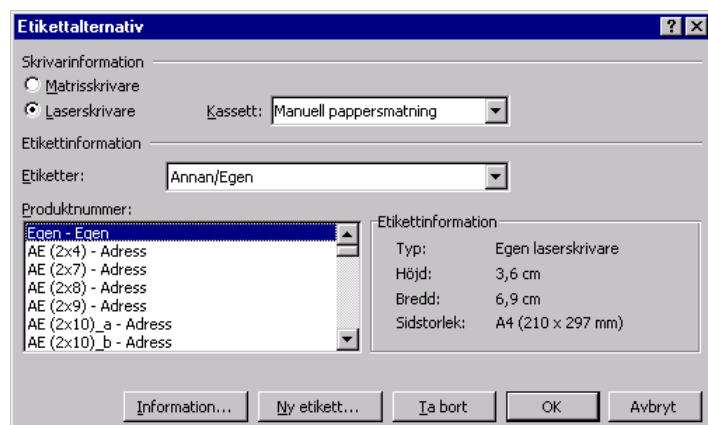 Etikettalternativ
Skrivarinformation
Matrisskrivare
Laserskrivare Kassett: Manuell pappersmatning
Etikettinformation
Etiketter: Annan/Egen
Produktnummer:
Egen - Egen
AE (2x4) - Adress
AE (2x7) - Adress
AE (2x8) - Adress
AE (2x9) - Adress
AE (2x10)_a - Adress
AE (2x10)_b - Adress
Etikettinformation
Typ: Egen laserskrivare
Höjd: 3,6 cm
Bredd: 6,9 cm
Sidstorlek: A4 (210 x 297 mm)
Information... Ny etikett... Ta bort OK Avbryt